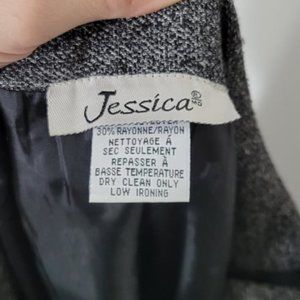 Jessica®
30% RAYONNE/RAYON
NETTOYAGE À
SEC SEULEMENT
REPASSER À
BASSE TEMPERATURE
DRY CLEAN ONLY
LOW IRONING